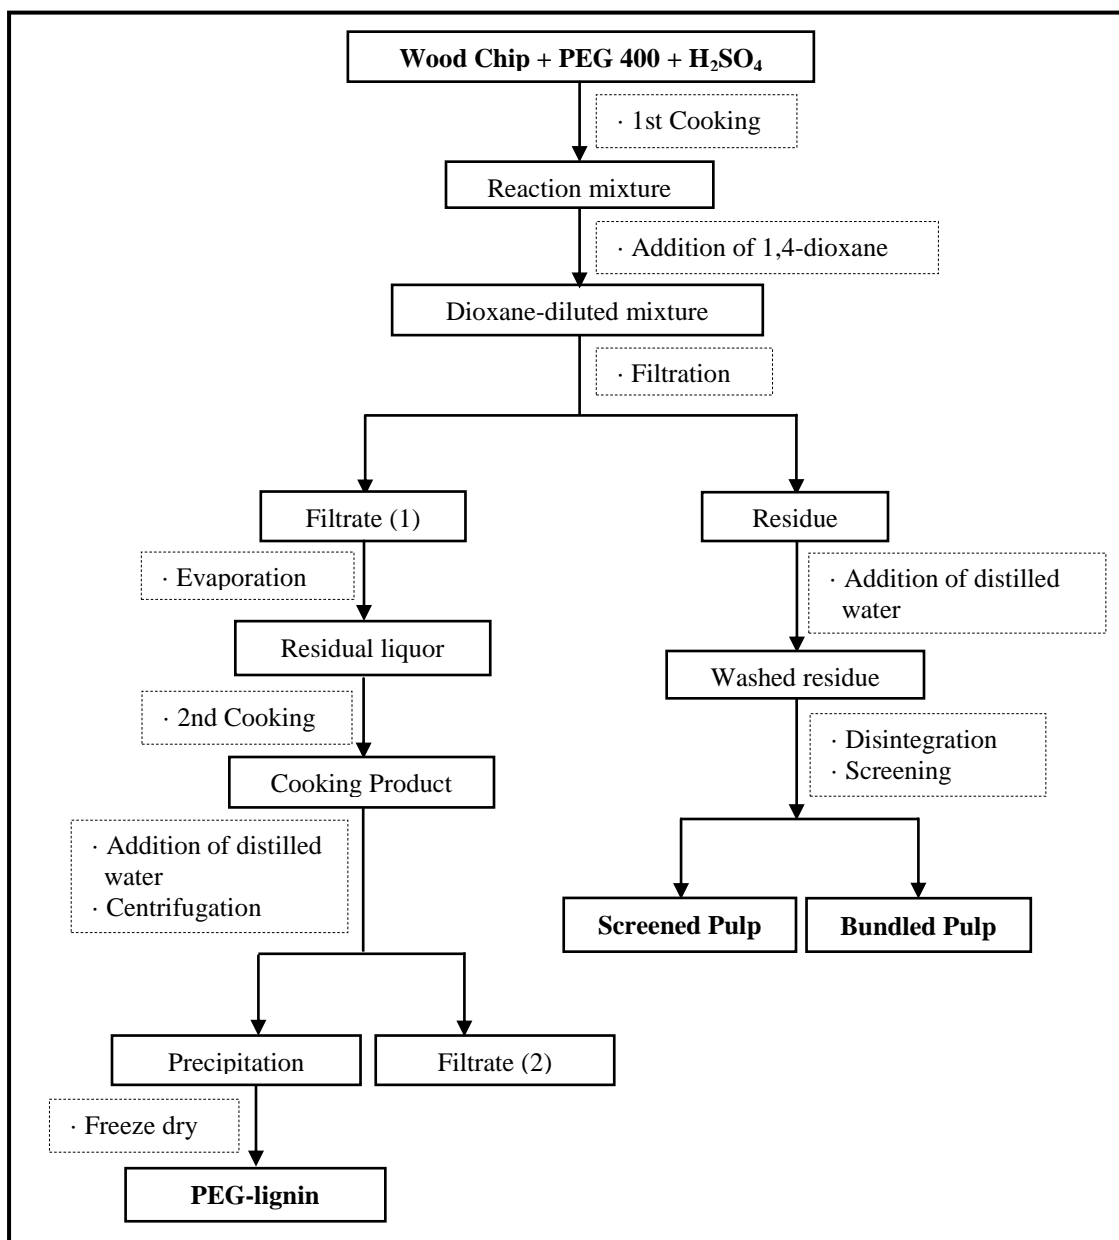 Wood Chip + PEG 400 + H₂SO₄
· 1st Cooking
Reaction mixture
· Addition of 1,4-dioxane
Dioxane-diluted mixture
· Filtration
Filtrate (1)
Residue
· Evaporation
· Addition of distilled
water
Residual liquor
Washed residue
· 2nd Cooking
· Disintegration
· Screening
Cooking Product
· Addition of distilled
water
· Centrifugation
Screened Pulp
Bundled Pulp
Precipitation
Filtrate (2)
· Freeze dry
PEG-lignin